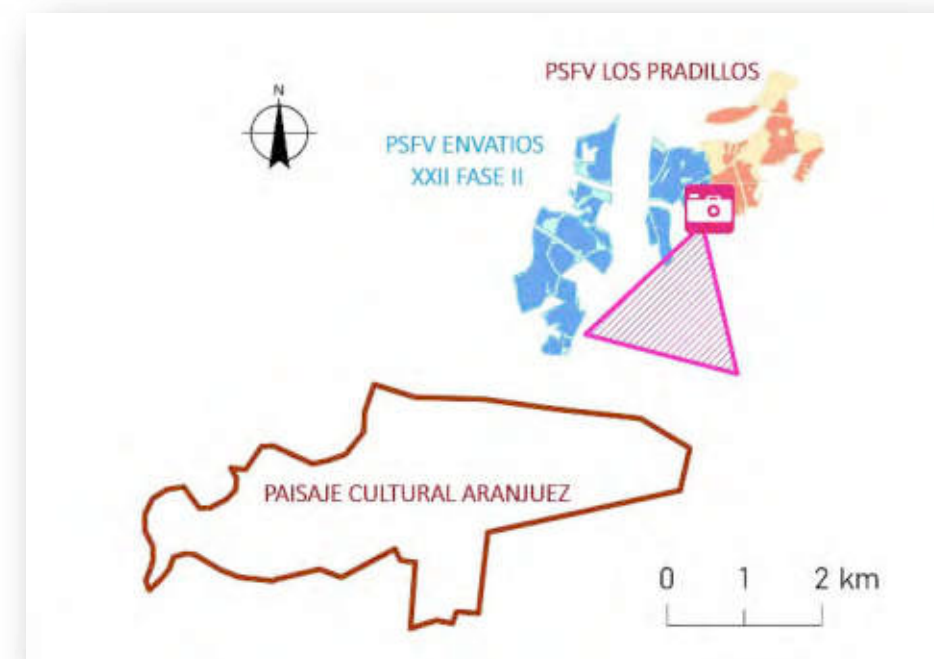 PSFV LOS PRADILLOS
N
PSFV ENVATIOS
XXII FASE II
PAISAJE CULTURAL ARANJUEZ
0 1 2 km